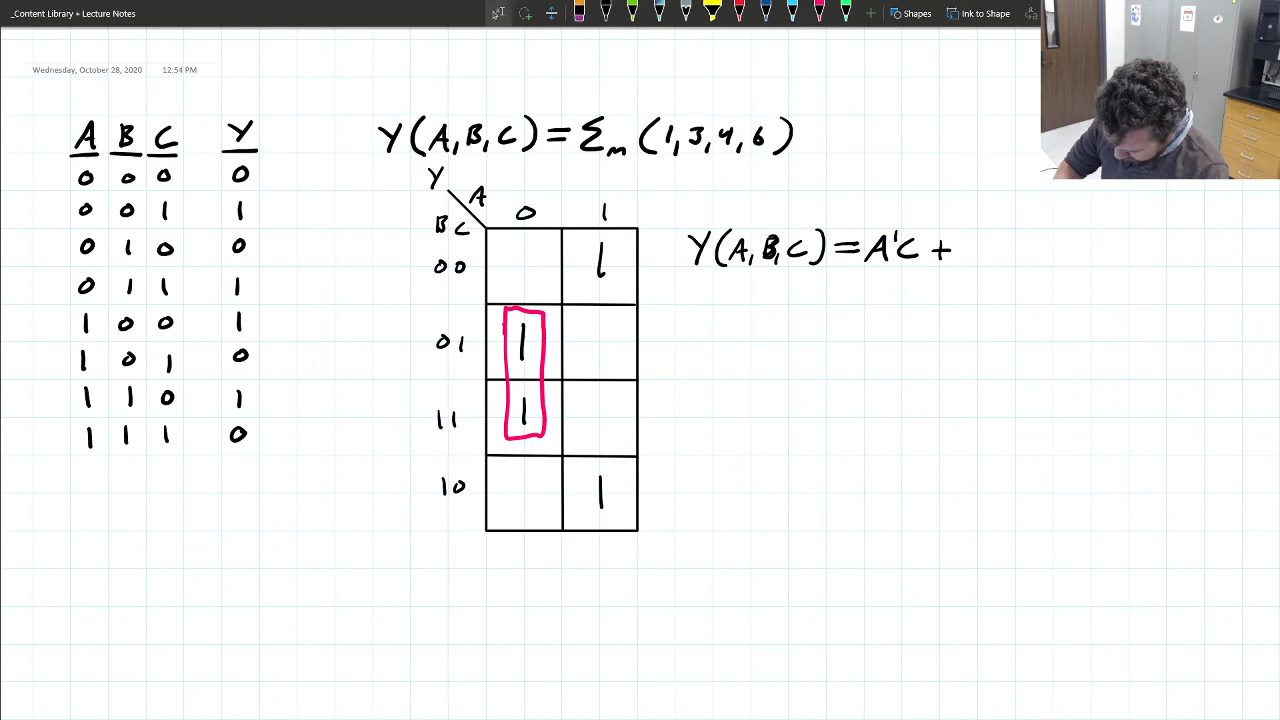 _Content Library » Lecture Notes
Shapes
Ink to Shape
Wednesday, October 28, 2020 12:54 PM
A B C Y
0 0 0 0
0 0 1 1
0 1 0 0
0 1 1 1
1 0 0 1
1 0 1 0
1 1 0 1
1 1 1 0
Y(A,B,C) = Σm (1,3,4,6)
Y
A
BC 0 1
00 1
01 1
11 1
10 1
Y(A,B,C) = A'C +